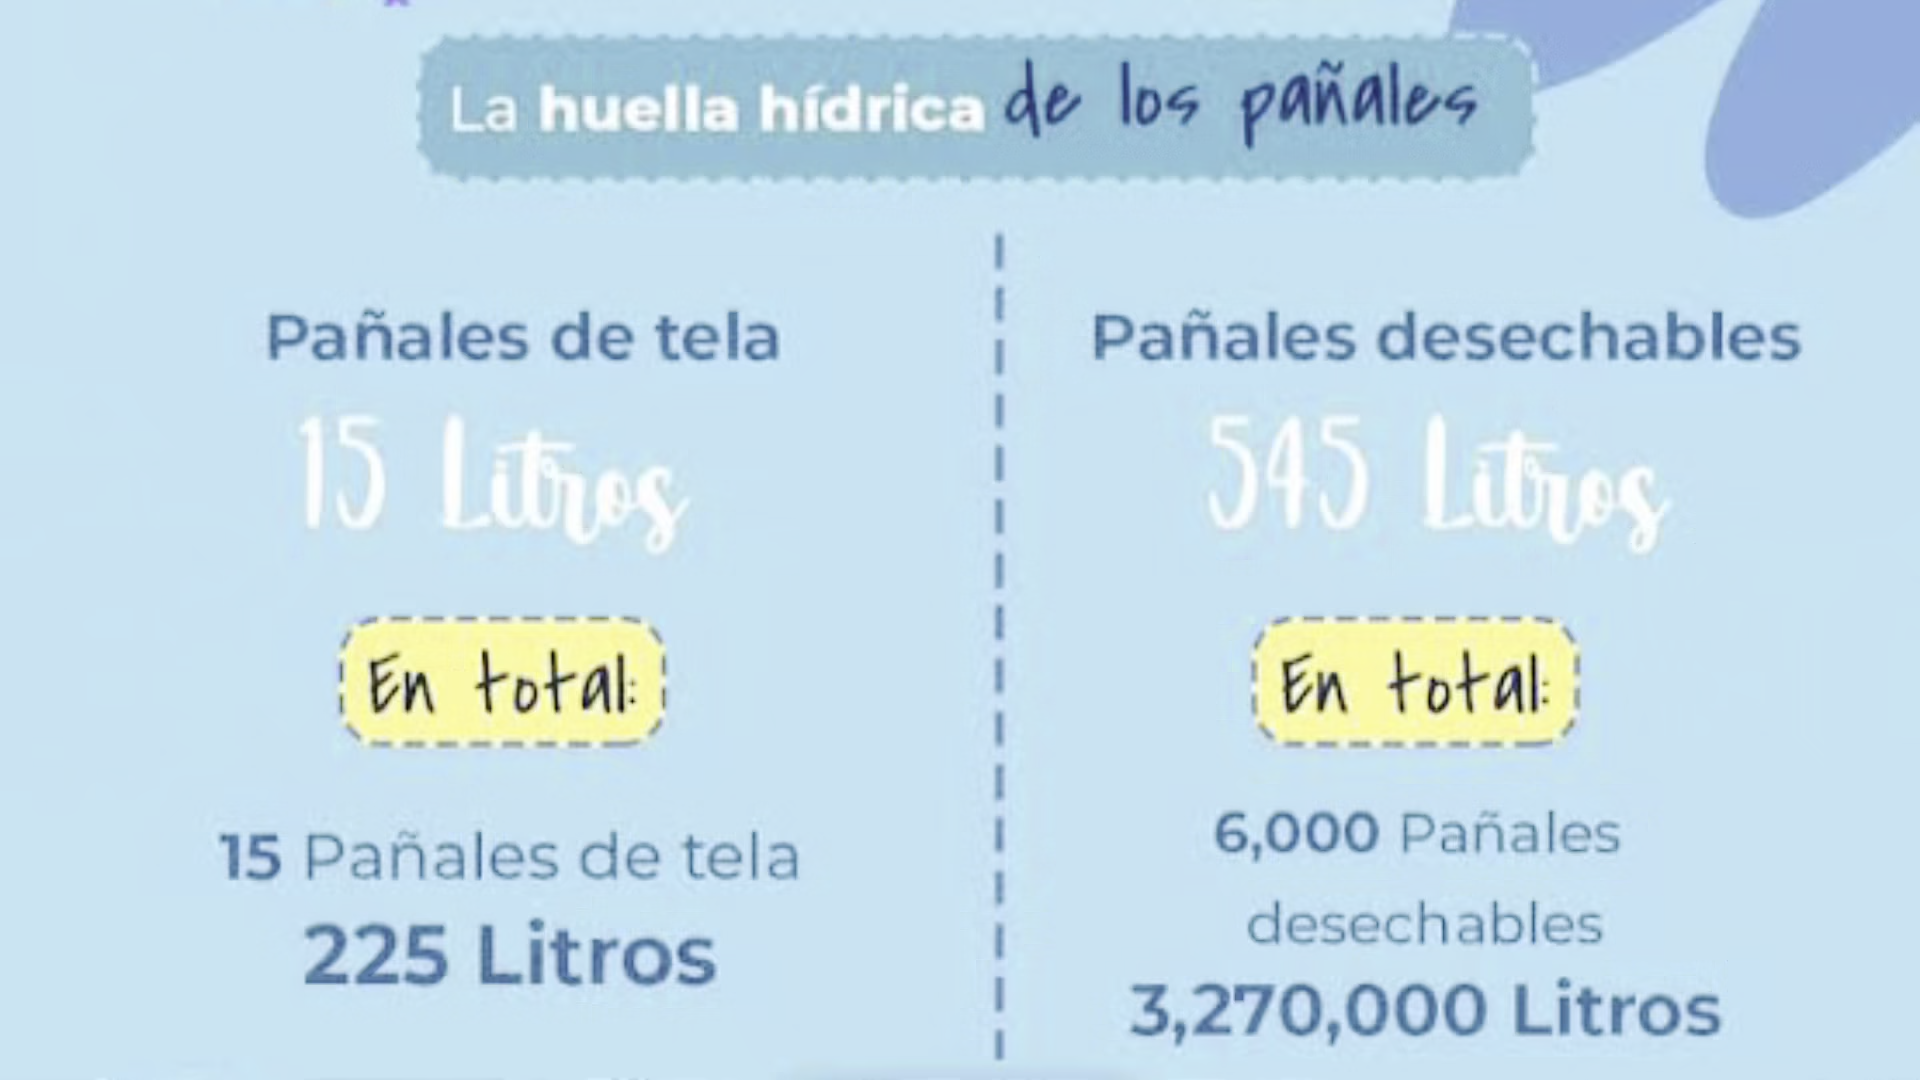 La huella hídrica de los pañales
Pañales de tela
15 Litros
En total:
15 Pañales de tela
225 Litros
Pañales desechables
545 Litros
En total:
6,000 Pañales
desechables
3,270,000 Litros